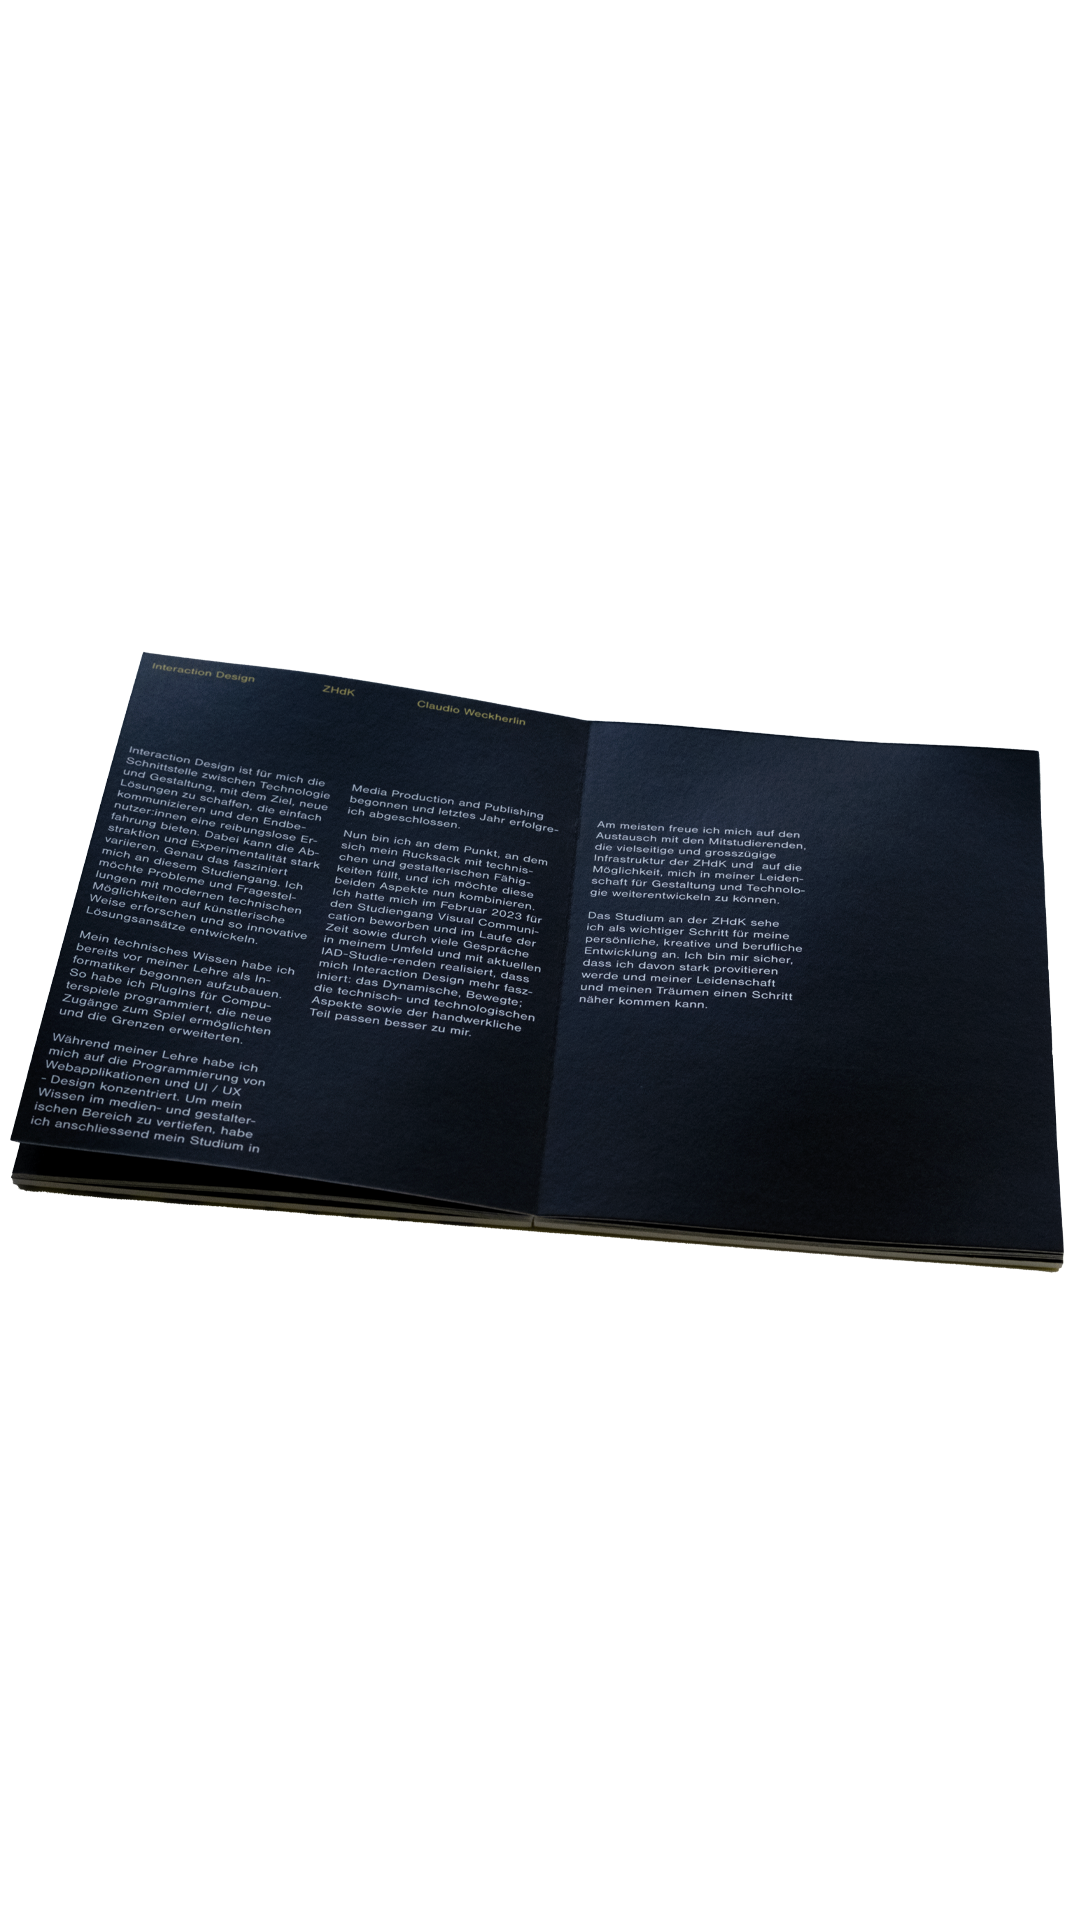 Interaction Design
ZHdK
Claudio Weckherlin
Interaction Design ist für mich die
Schnittstelle zwischen Technologie
und Gestaltung, mit dem Ziel, neue
Lösungen zu schaffen, die einfach
kommunizieren und den Endbe-
nutzer:innen eine reibungslose Er-
fahrung bieten. Dabei kann die Ab-
straktion und Experimentalität stark
variieren. Genau das fasziniert
mich an diesem Studiengang. Ich
möchte Probleme und Fragestel-
lungen mit modernen technischen
Möglichkeiten auf künstlerische
Weise erforschen und so innovative
Lösungsansätze entwickeln.
Mein technisches Wissen habe ich
bereits vor meiner Lehre als In-
formatiker begonnen aufzubauen.
So habe ich PlugIns für Compu-
terspiele programmiert, die neue
Zugänge zum Spiel ermöglichten
und die Grenzen erweiterten.
Während meiner Lehre habe ich
mich auf die Programmierung von
Webapplikationen und UI / UX
- Design konzentriert. Um mein
Wissen im medien- und gestalter-
ischen Bereich zu vertiefen, habe
ich anschliessend mein Studium in
Media Production and Publishing
begonnen und letztes Jahr erfolgre-
ich abgeschlossen.
Nun bin ich an dem Punkt, an dem
sich mein Rucksack mit technis-
chen und gestalterischen Fähig-
keiten füllt, und ich möchte diese
beiden Aspekte nun kombinieren.
Ich hatte mich im Februar 2023 für
den Studiengang Visual Communi-
cation beworben und im Laufe der
Zeit sowie durch viele Gespräche
in meinem Umfeld und mit aktuellen
IAD-Studie-renden realisiert, dass
mich Interaction Design mehr fasz-
iniert: das Dynamische, Bewegte;
die technisch- und technologischen
Aspekte sowie der handwerkliche
Teil passen besser zu mir.
Am meisten freue ich mich auf den
Austausch mit den Mitstudierenden,
die vielseitige und grosszügige
Infrastruktur der ZHdK und  auf die
Möglichkeit, mich in meiner Leiden-
schaft für Gestaltung und Technolo-
gie weiterentwickeln zu können.
Das Studium an der ZHdK sehe
ich als wichtiger Schritt für meine
persönliche, kreative und berufliche
Entwicklung an. Ich bin mir sicher,
dass ich davon stark provitieren
werde und meiner Leidenschaft
und meinen Träumen einen Schritt
näher kommen kann.